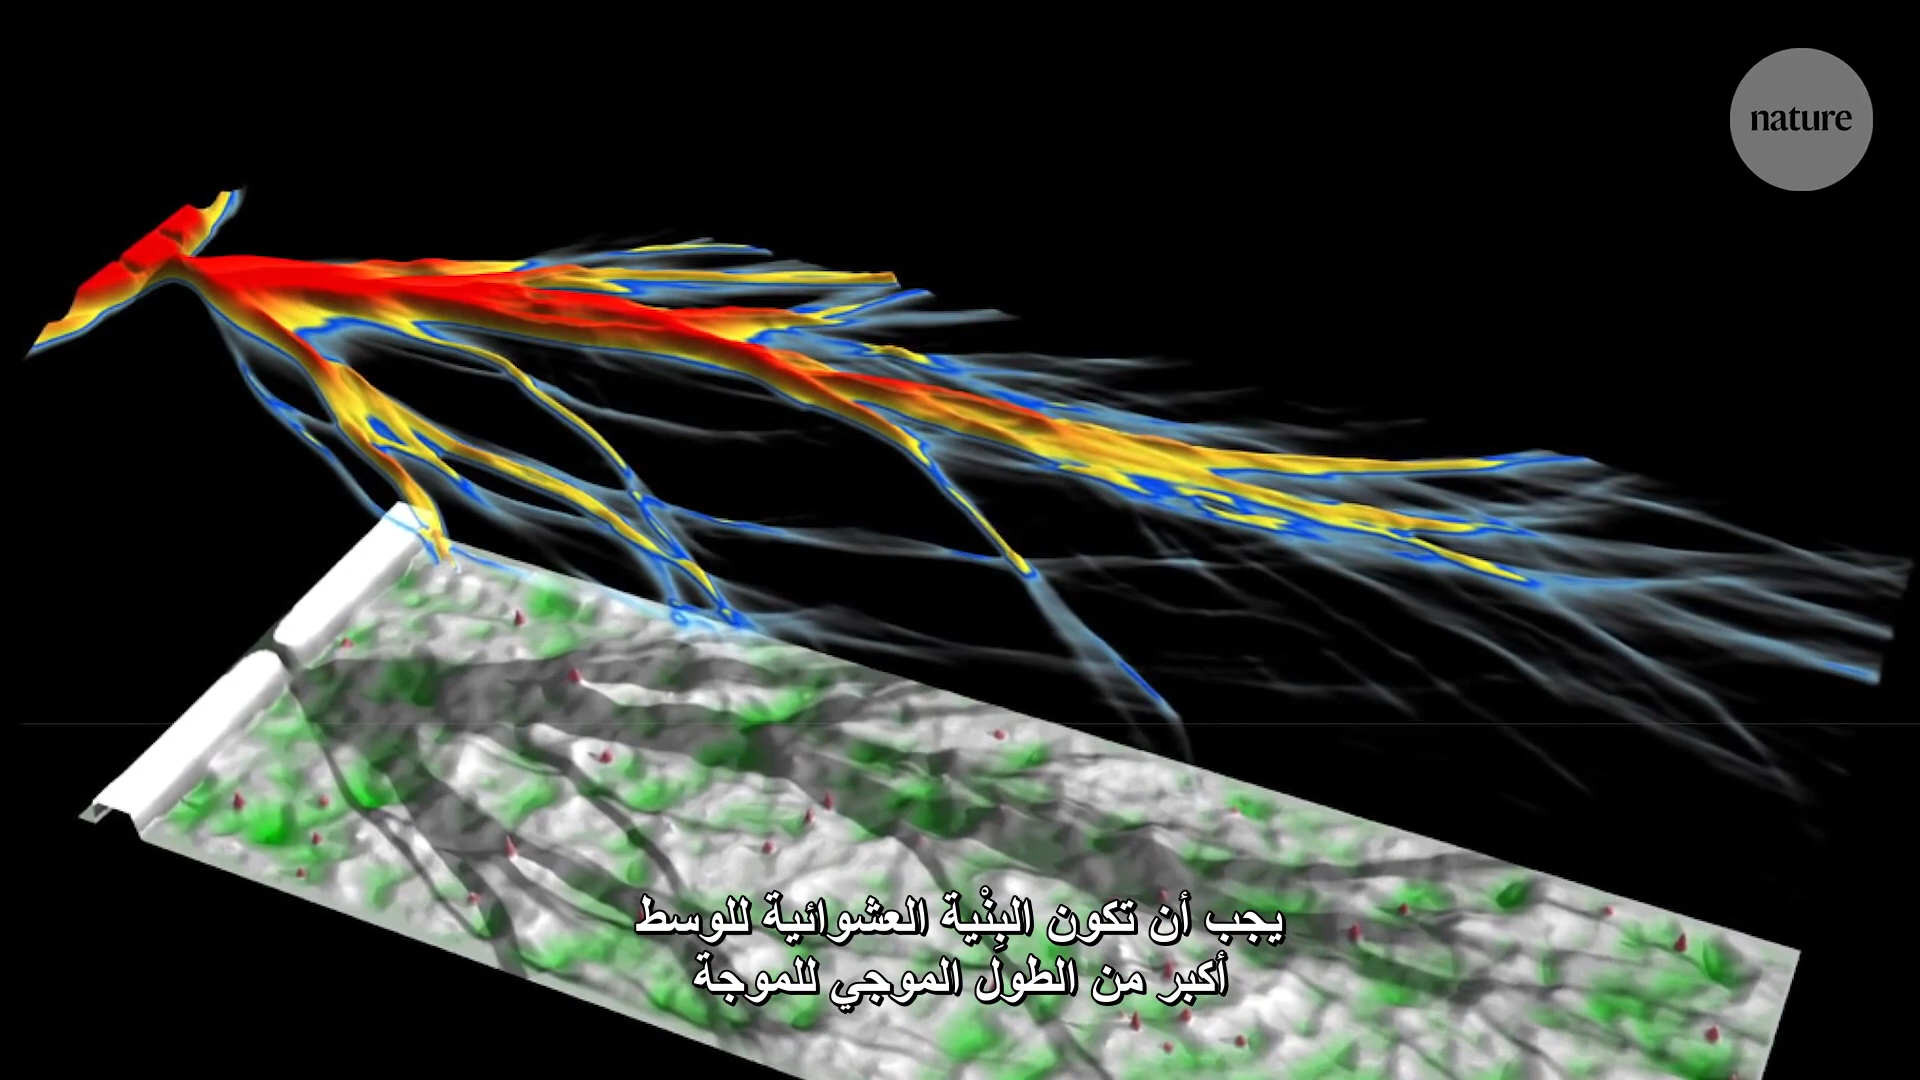 nature
يجب أن تكون البِنْية العشوائية للوسط
أكبر من الطول الموجي للموجة